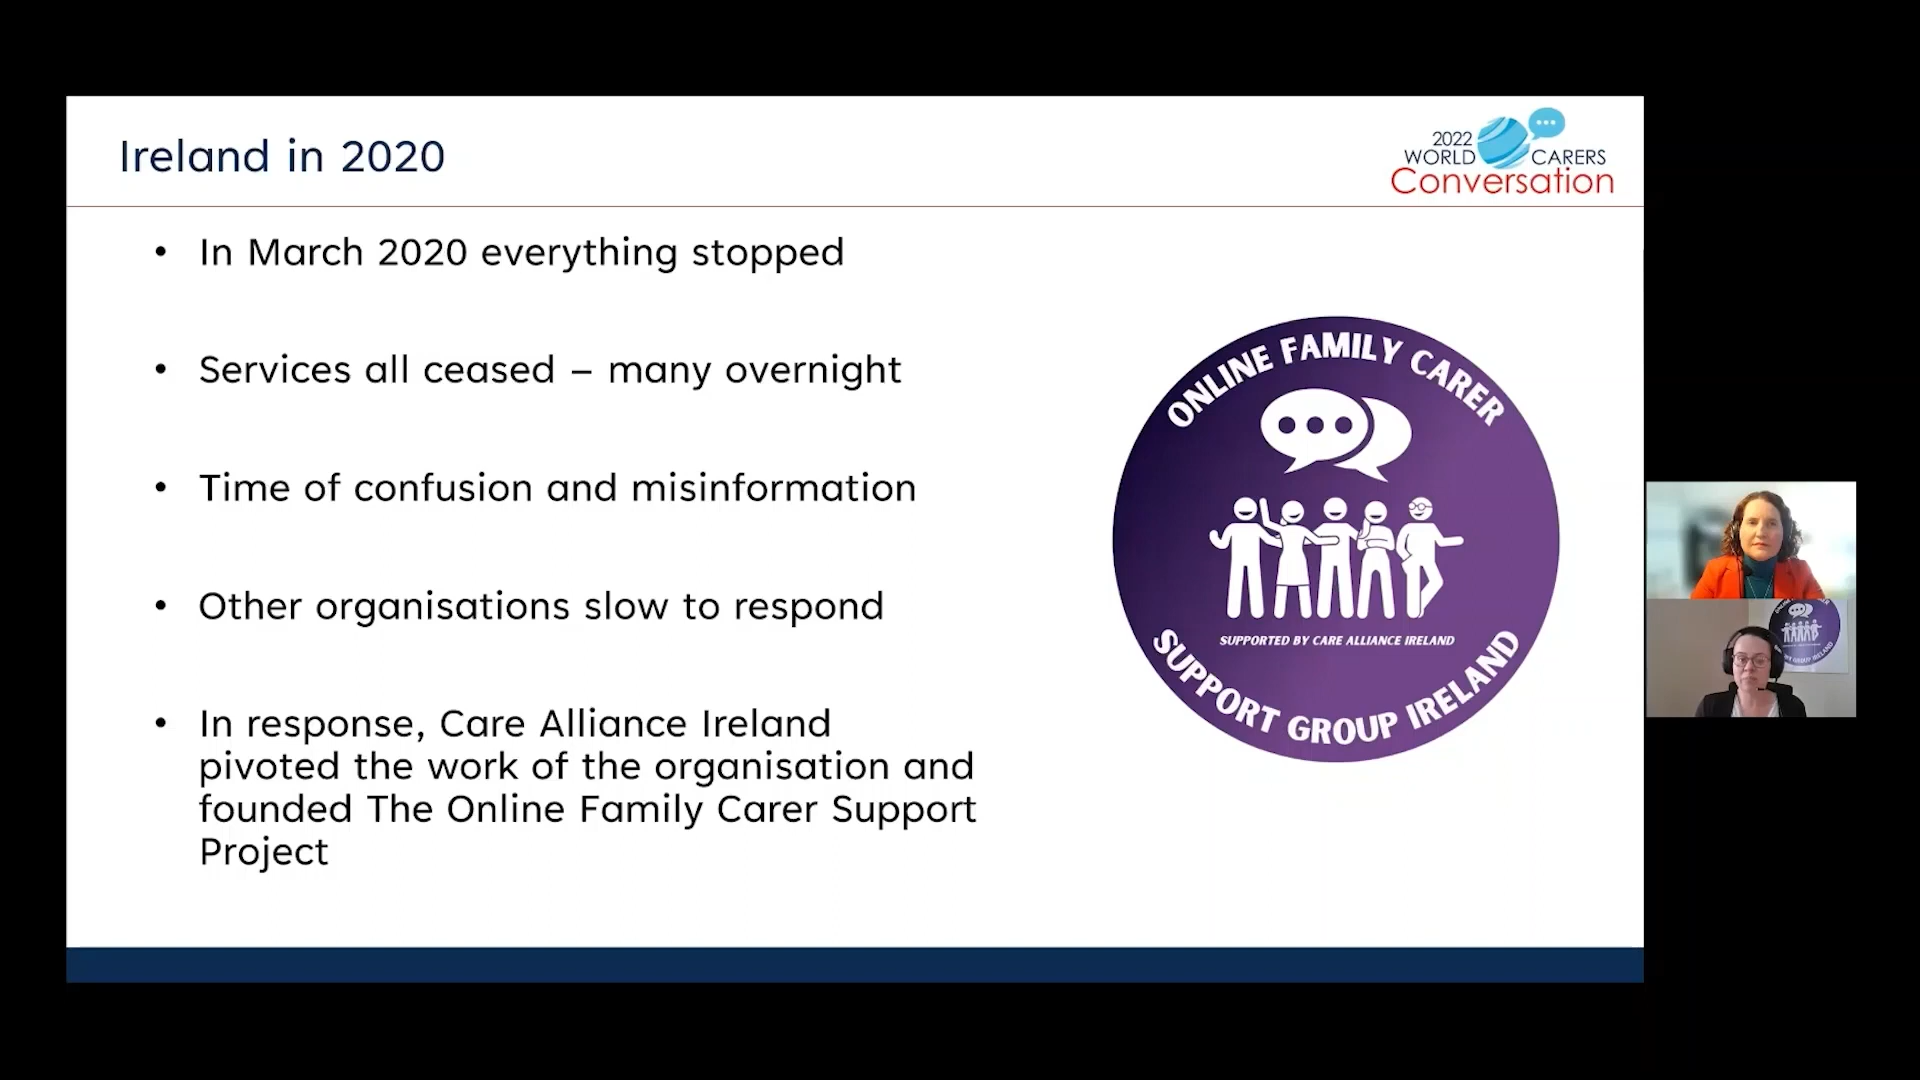 Ireland in 2020
2022
WORLD CARERS
Conversation
• In March 2020 everything stopped
• Services all ceased – many overnight
• Time of confusion and misinformation
• Other organisations slow to respond
• In response, Care Alliance Ireland
pivoted the work of the organisation and
founded The Online Family Carer Support
Project
ONLINE FAMILY CARER
SUPPORTED BY CARE ALLIANCE IRELAND
SUPPORT GROUP IRELAND